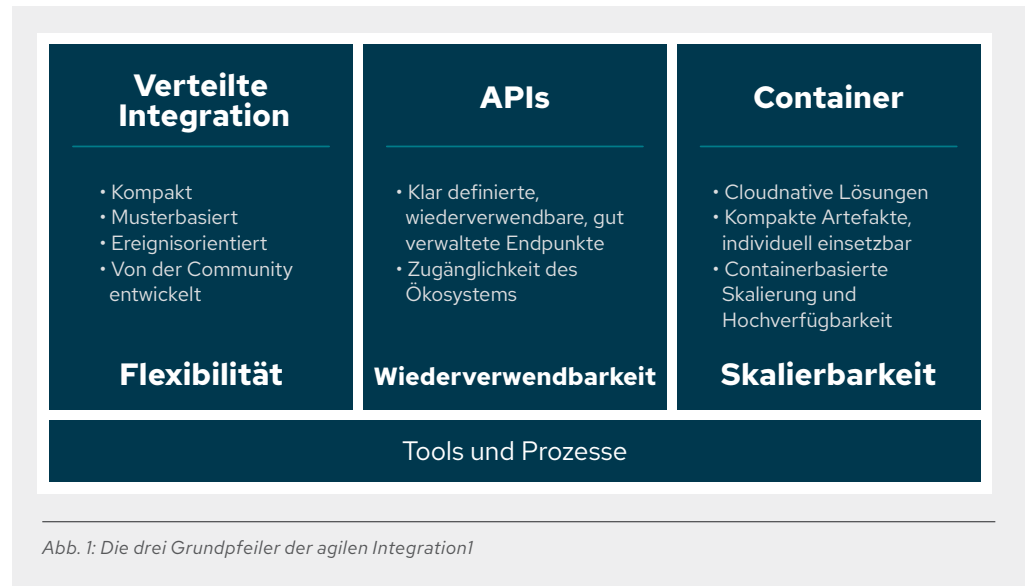 Verteilte
Integration
• Kompakt
• Musterbasiert
• Ereignisorientiert
• Von der Community
entwickelt
Flexibilität
APIs
• Klar definierte,
wiederverwendbare, gut
verwaltete Endpunkte
• Zugänglichkeit des
Ökosystems
Wiederverwendbarkeit
Container
• Cloudnative Lösungen
• Kompakte Artefakte,
individuell einsetzbar
• Containerbasierte
Skalierung und
Hochverfügbarkeit
Skalierbarkeit
Tools und Prozesse
Abb. 1: Die drei Grundpfeiler der agilen Integration1